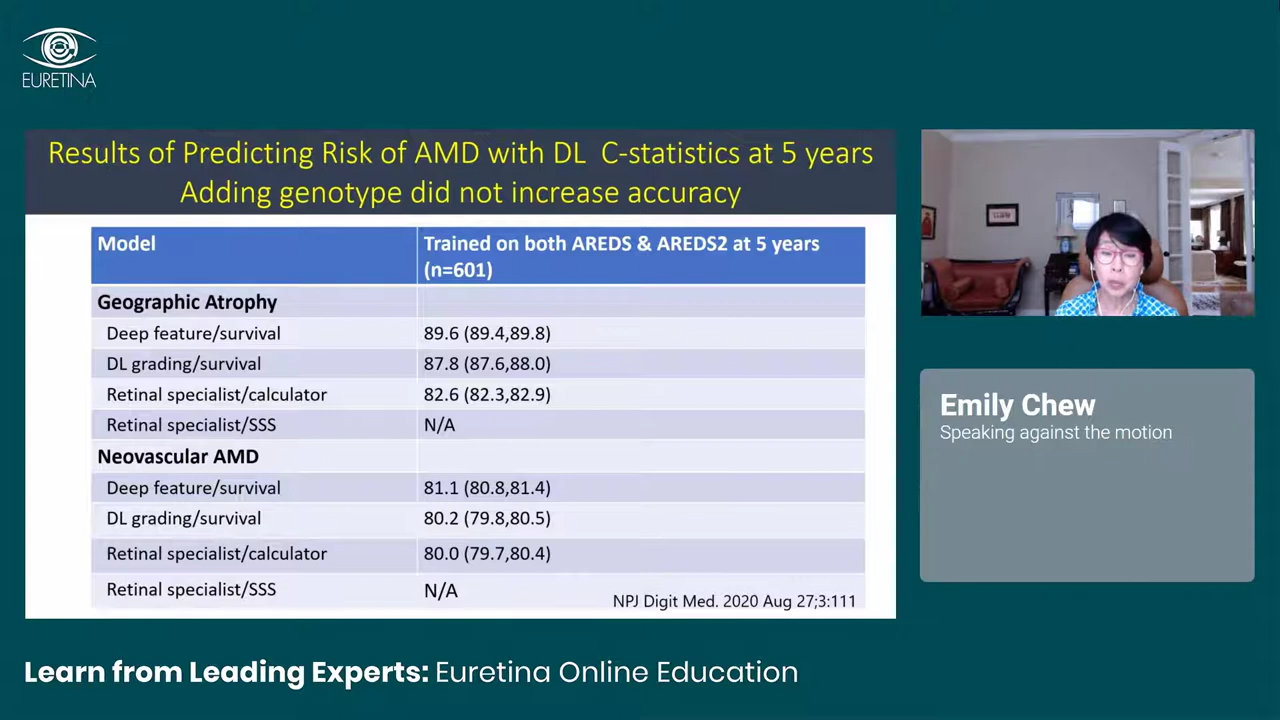 EURETINA
Results of Predicting Risk of AMD with DL C-statistics at 5 years
Adding genotype did not increase accuracy
Model
Trained on both AREDS & AREDS2 at 5 years
(n=601)
Geographic Atrophy
Deep feature/survival
89.6 (89.4,89.8)
DL grading/survival
87.8 (87.6,88.0)
Retinal specialist/calculator
82.6 (82.3,82.9)
Retinal specialist/SSS
N/A
Neovascular AMD
Deep feature/survival
81.1 (80.8,81.4)
DL grading/survival
80.2 (79.8,80.5)
Retinal specialist/calculator
80.0 (79.7,80.4)
Retinal specialist/SSS
N/A
NPJ Digit Med. 2020 Aug 27;3:111
Emily Chew
Speaking against the motion
Learn from Leading Experts: Euretina Online Education